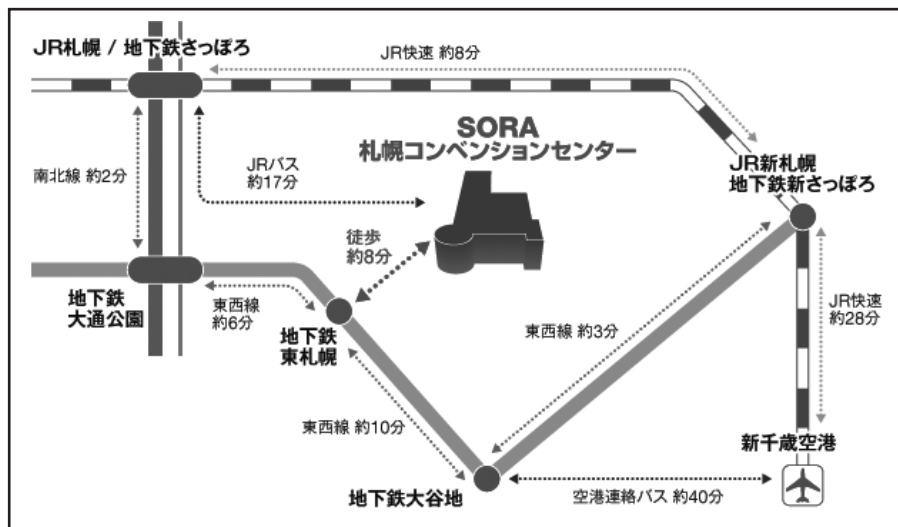 JR札幌 / 地下鉄さっぽろ
JR快速 約8分
SORA
札幌コンベンションセンター
JR新札幌
地下鉄新さっぽろ
南北線 約2分
JRバス
約17分
徒歩
約8分
地下鉄
大通公園
東西線
約6分
地下鉄
東札幌
東西線 約3分
JR快速
約28分
東西線 約10分
新千歳空港
地下鉄大谷地
空港連絡バス 約40分